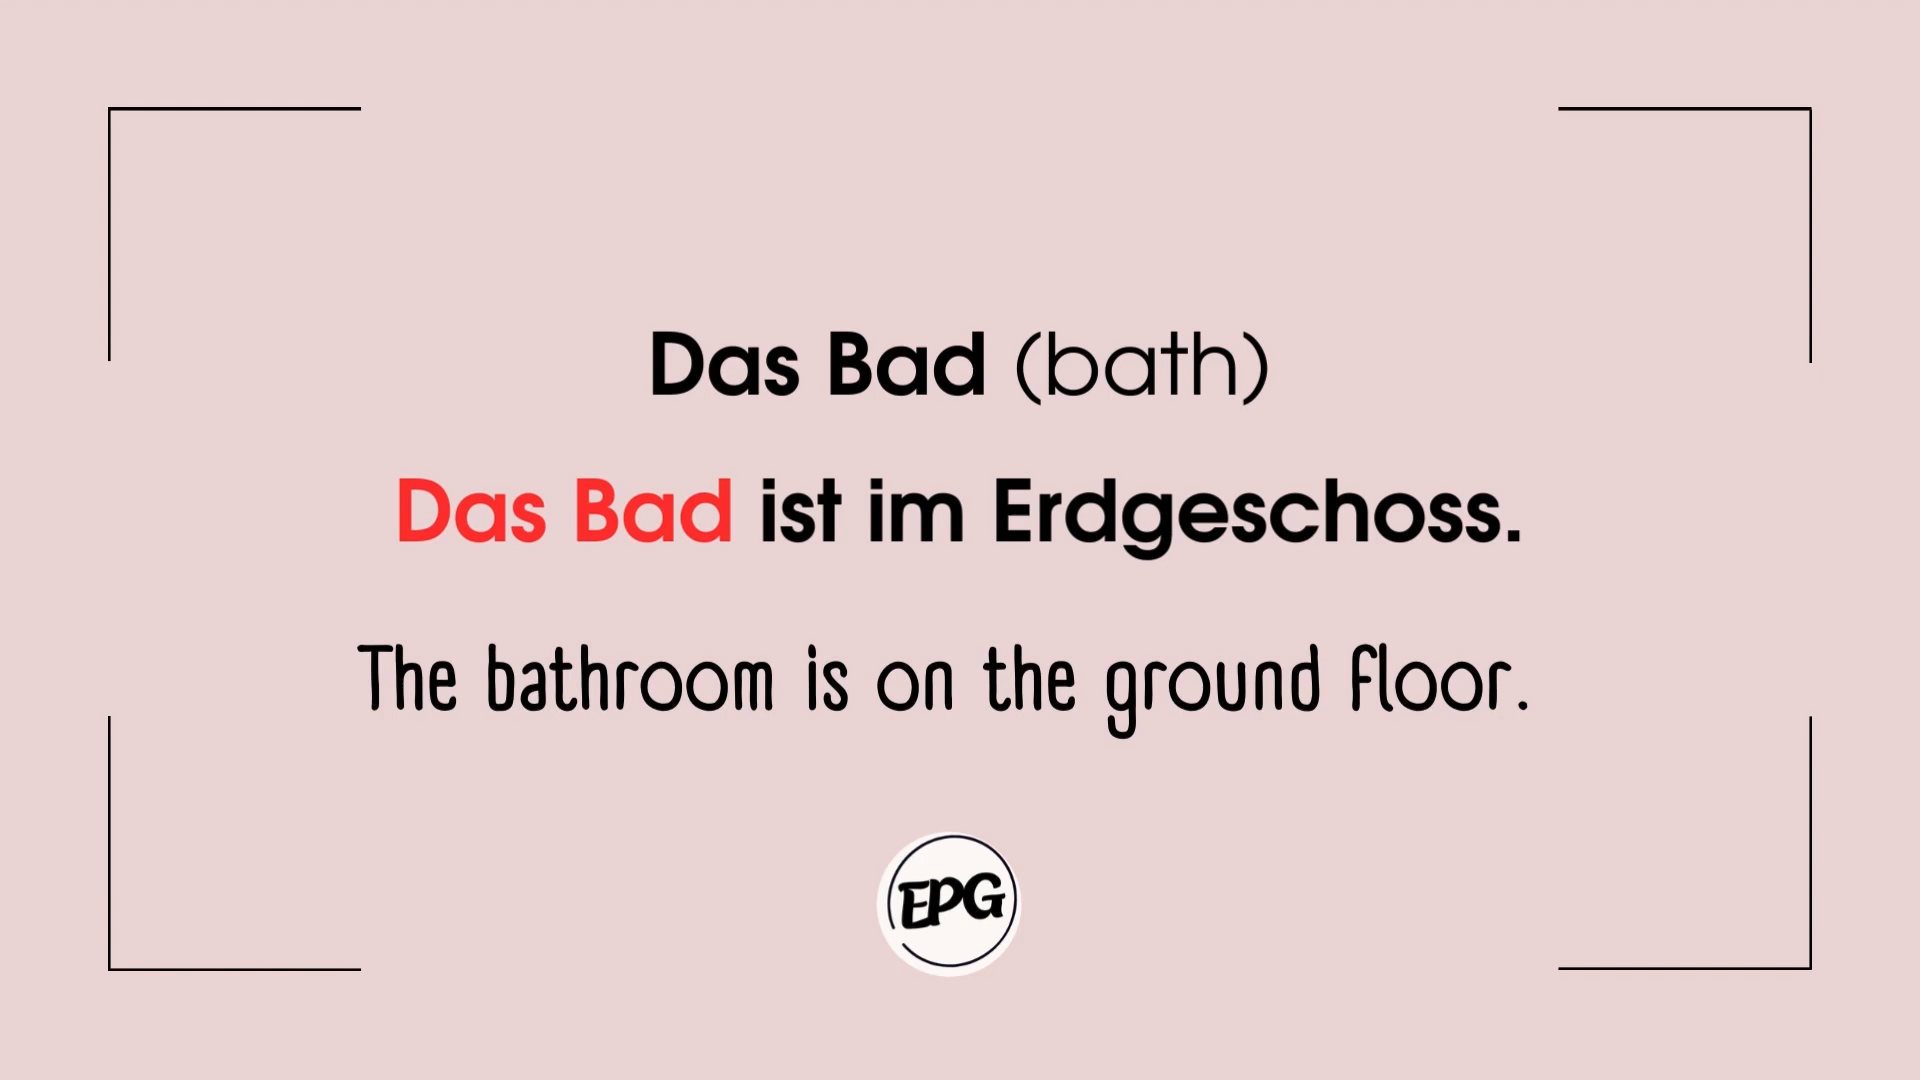 Das Bad (bath)
Das Bad ist im Erdgeschoss.
The bathroom is on the ground floor.
EPG